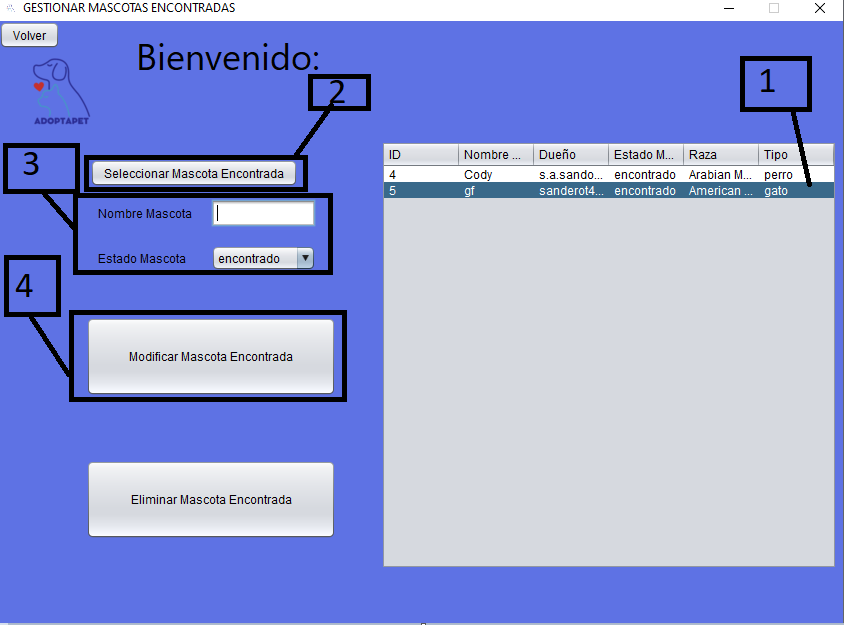 GESTIONAR MASCOTAS ENCONTRADAS
Volver
Bienvenido:
ADOPTAPET
1
2
3
Seleccionar Mascota Encontrada
Nombre Mascota
Estado Mascota encontrado
4
Modificar Mascota Encontrada
Eliminar Mascota Encontrada
ID Nombre ... Dueño Estado M... Raza Tipo
4 Cody s.a.sando... encontrado Arabian M... perro
5 gf sanderot4... encontrado American ... gato